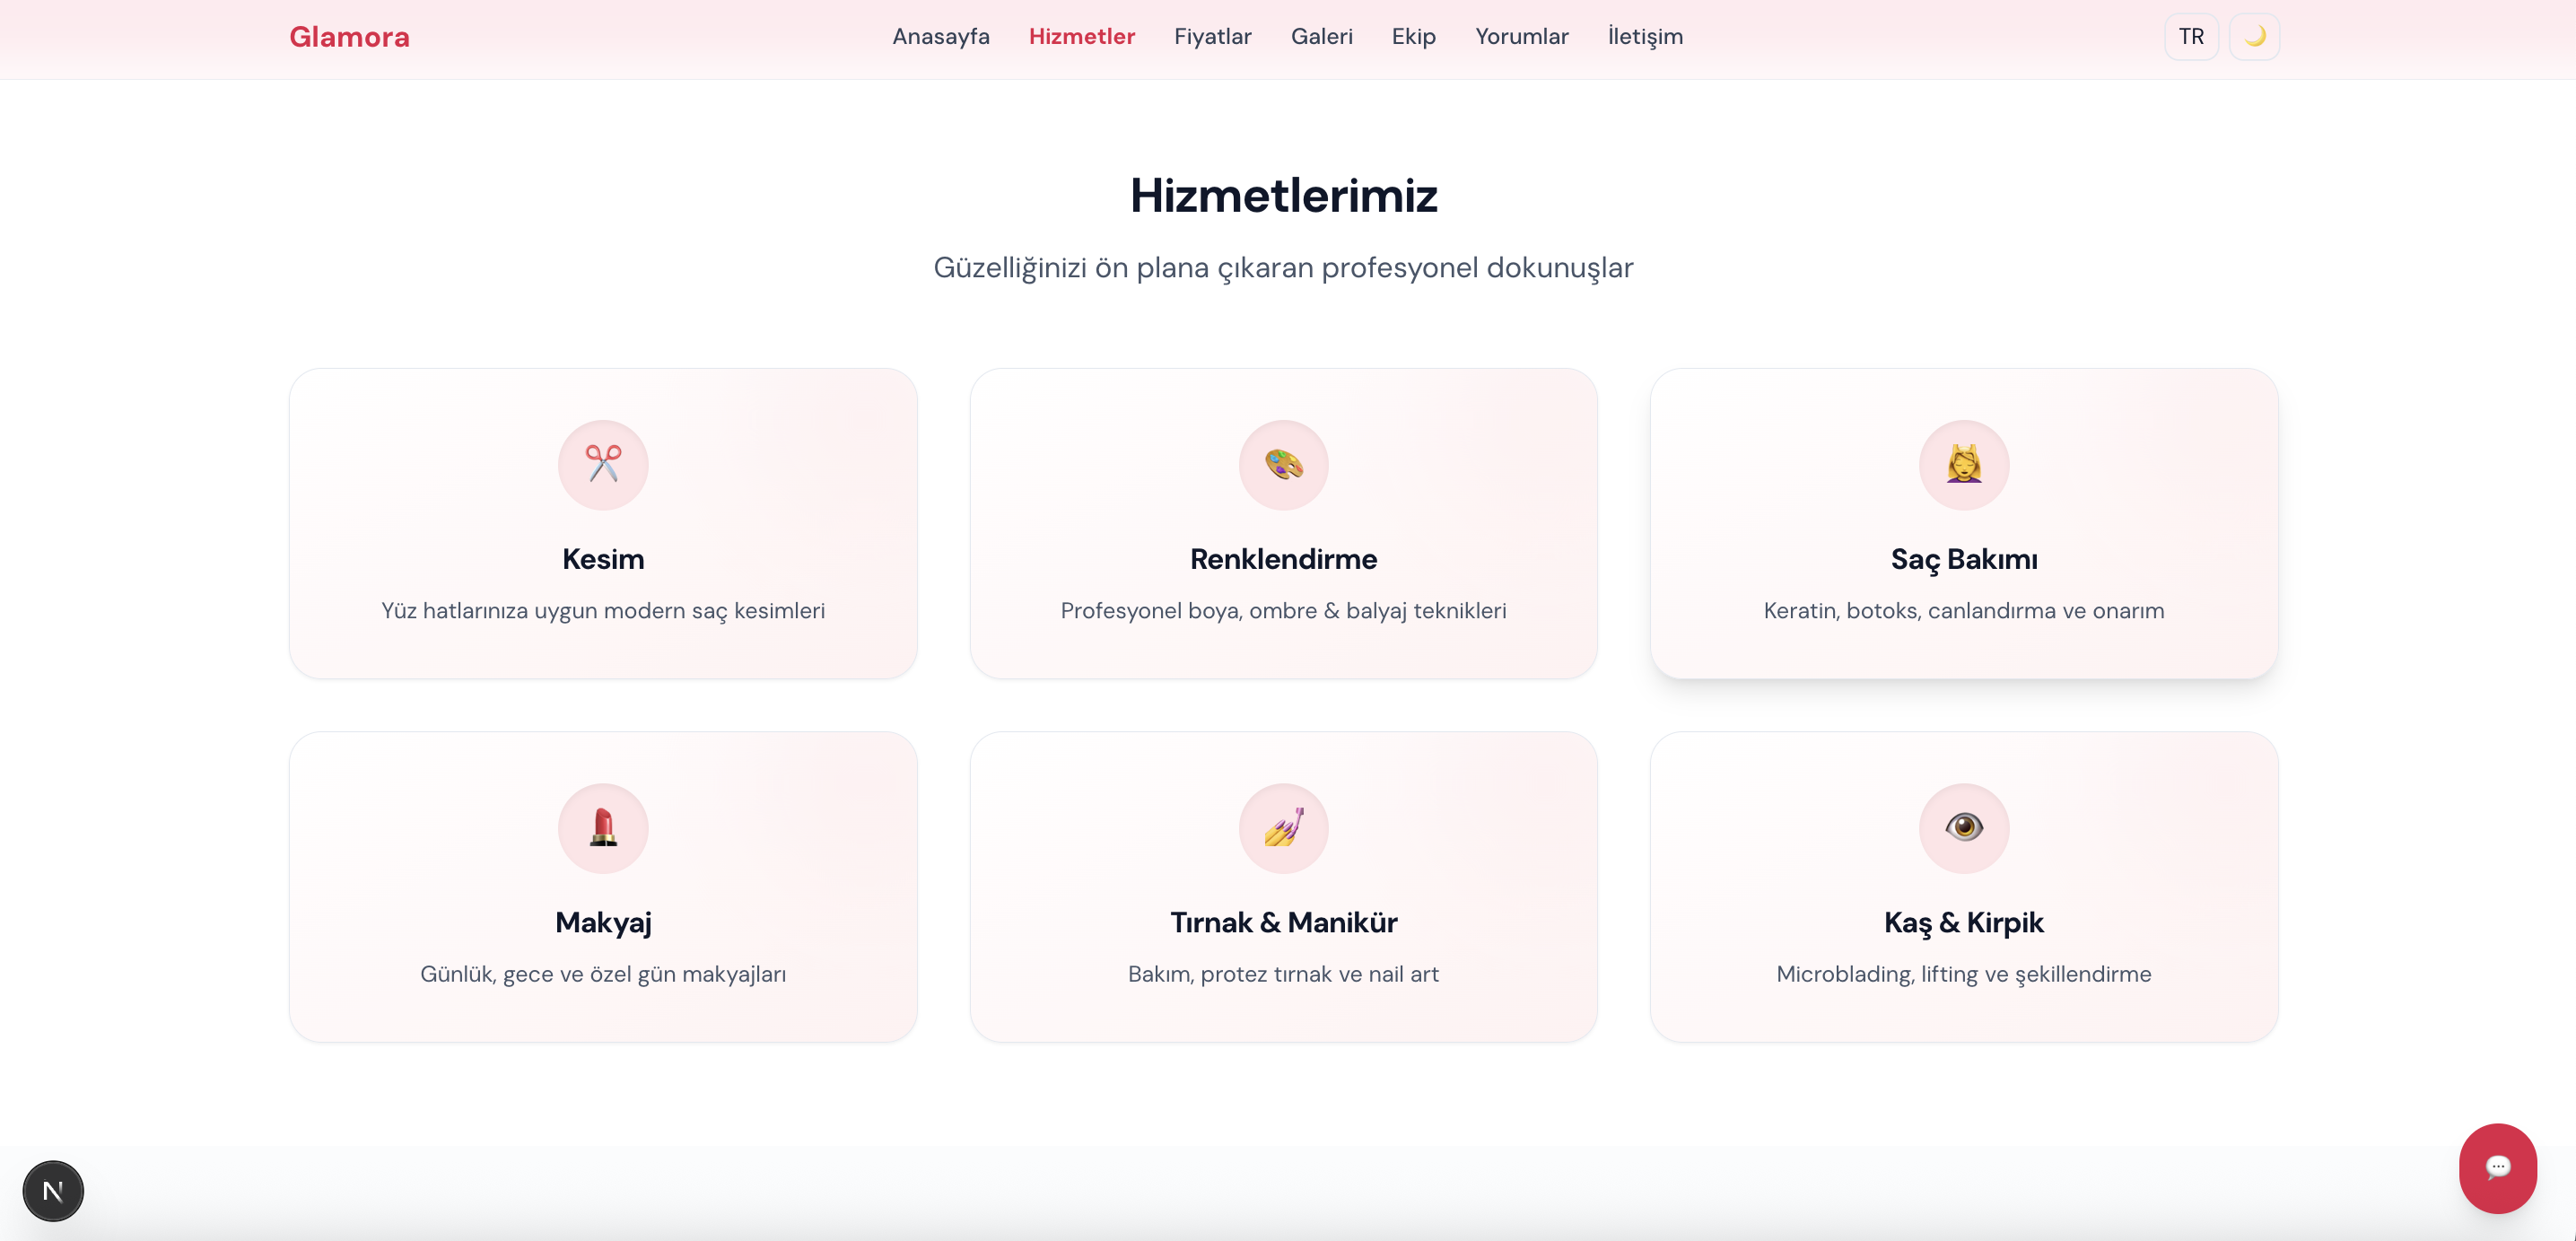 Glamora
Anasayfa Hizmetler Fiyatlar Galeri Ekip Yorumlar İletişim
TR
Hizmetlerimiz
Güzelliğinizi ön plana çıkaran profesyonel dokunuşlar
Kesim
Yüz hatlarınıza uygun modern saç kesimleri
Renklendirme
Profesyonel boya, ombre & balyaj teknikleri
Saç Bakımı
Keratin, botoks, canlandırma ve onarım
Makyaj
Günlük, gece ve özel gün makyajları
Tırnak & Manikür
Bakım, protez tırnak ve nail art
Kaş & Kirpik
Microblading, lifting ve şekillendirme
N